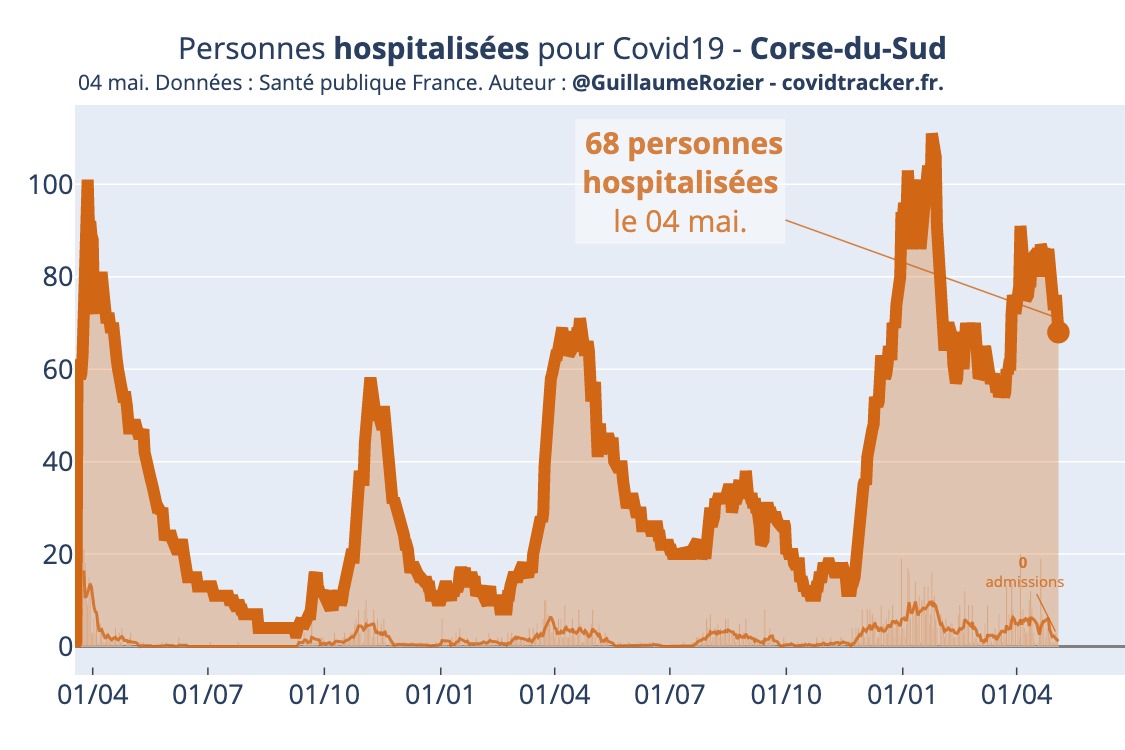 Personnes hospitalisées pour Covid19 - Corse-du-Sud
04 mai. Données : Santé publique France. Auteur : @GuillaumeRozier - covidtracker.fr.
68 personnes
hospitalisées
le 04 mai.
100
80
60
40
20
0
0
admissions
01/04 01/07 01/10 01/01 01/04 01/07 01/10 01/01 01/04